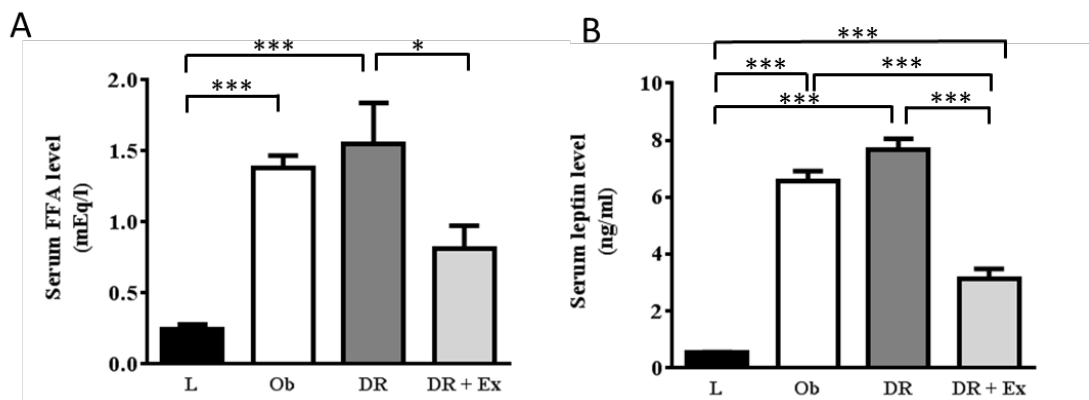 A
***
*
***
Serum FFA level
(mEq/l)
2.0
1.5
1.0
0.5
0.0
L Ob DR DR + Ex
B
***
*** ***
*** ***
Serum leptin level
(ng/ml)
10
8
6
4
2
0
L Ob DR DR + Ex